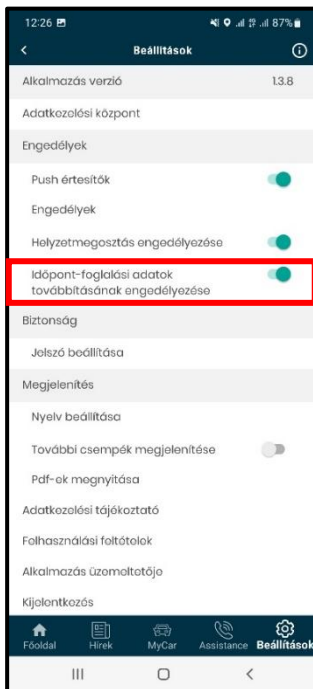 12:26 87%
Beállítások
Alkalmazás verzió 1.3.8
Adatkezelési központ
Engedélyek
Push értesítők
Engedélyek
Helyzetmegosztás engedélyezése
Időpont-foglalási adatok
továbbításának engedélyezése
Biztonság
Jelszó beállítása
Megjelenítés
Nyelv beállítása
További csempék megjelenítése
Pdf-ek megnyitása
Adatkezelési tájékoztató
Felhasználási feltételek
Alkalmazás üzemeltetője
Kijelentkezés
Főoldal Hírek MyCar Assistance Beállítások